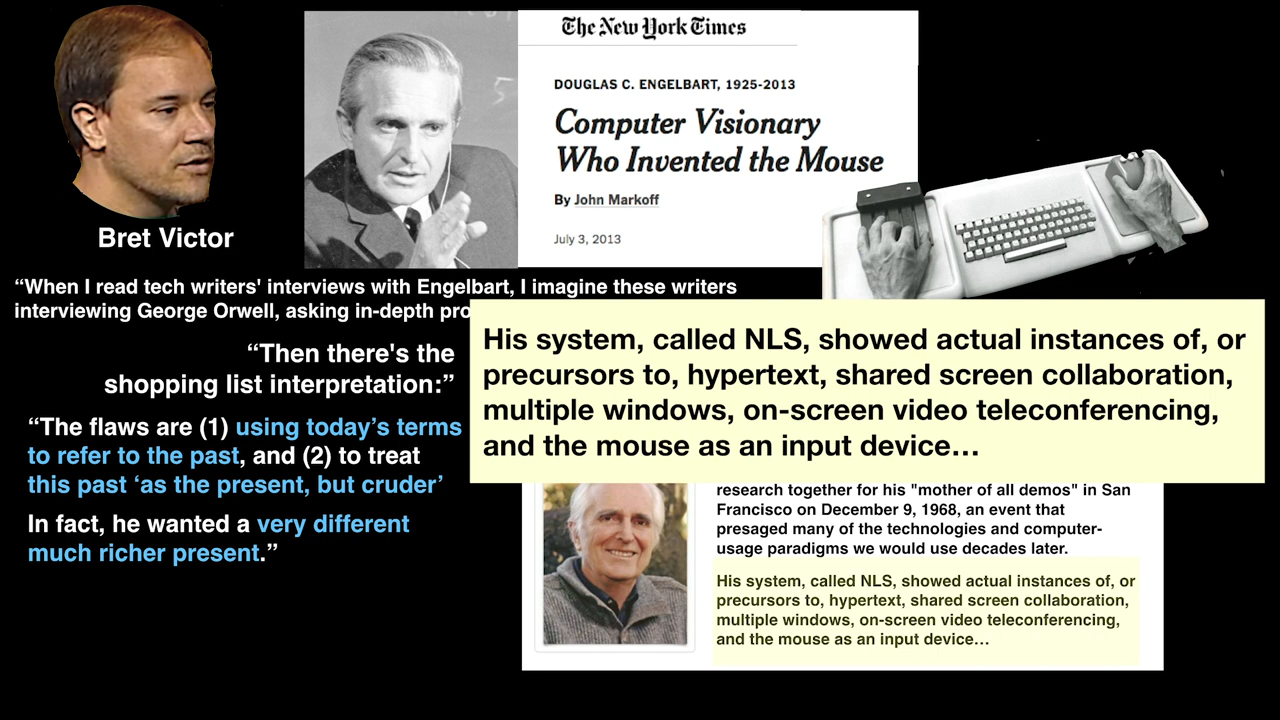 The New York Times
DOUGLAS C. ENGELBART, 1925-2013
Computer Visionary
Who Invented the Mouse
By John Markoff
July 3, 2013
Bret Victor
“When I read tech writers' interviews with Engelbart, I imagine these writers
interviewing George Orwell, asking in-depth
“Then there's the
shopping list interpretation:”
“The flaws are (1) using today’s terms
to refer to the past, and (2) to treat
this past ‘as the present, but cruder’
In fact, he wanted a very different
much richer present.”
His system, called NLS, showed actual instances of, or
precursors to, hypertext, shared screen collaboration,
multiple windows, on-screen video teleconferencing,
and the mouse as an input device…
research together for his "mother of all demos" in San
Francisco on December 9, 1968, an event that
presaged many of the technologies and computer-
usage paradigms we would use decades later.
His system, called NLS, showed actual instances of, or
precursors to, hypertext, shared screen collaboration,
multiple windows, on-screen video teleconferencing,
and the mouse as an input device…